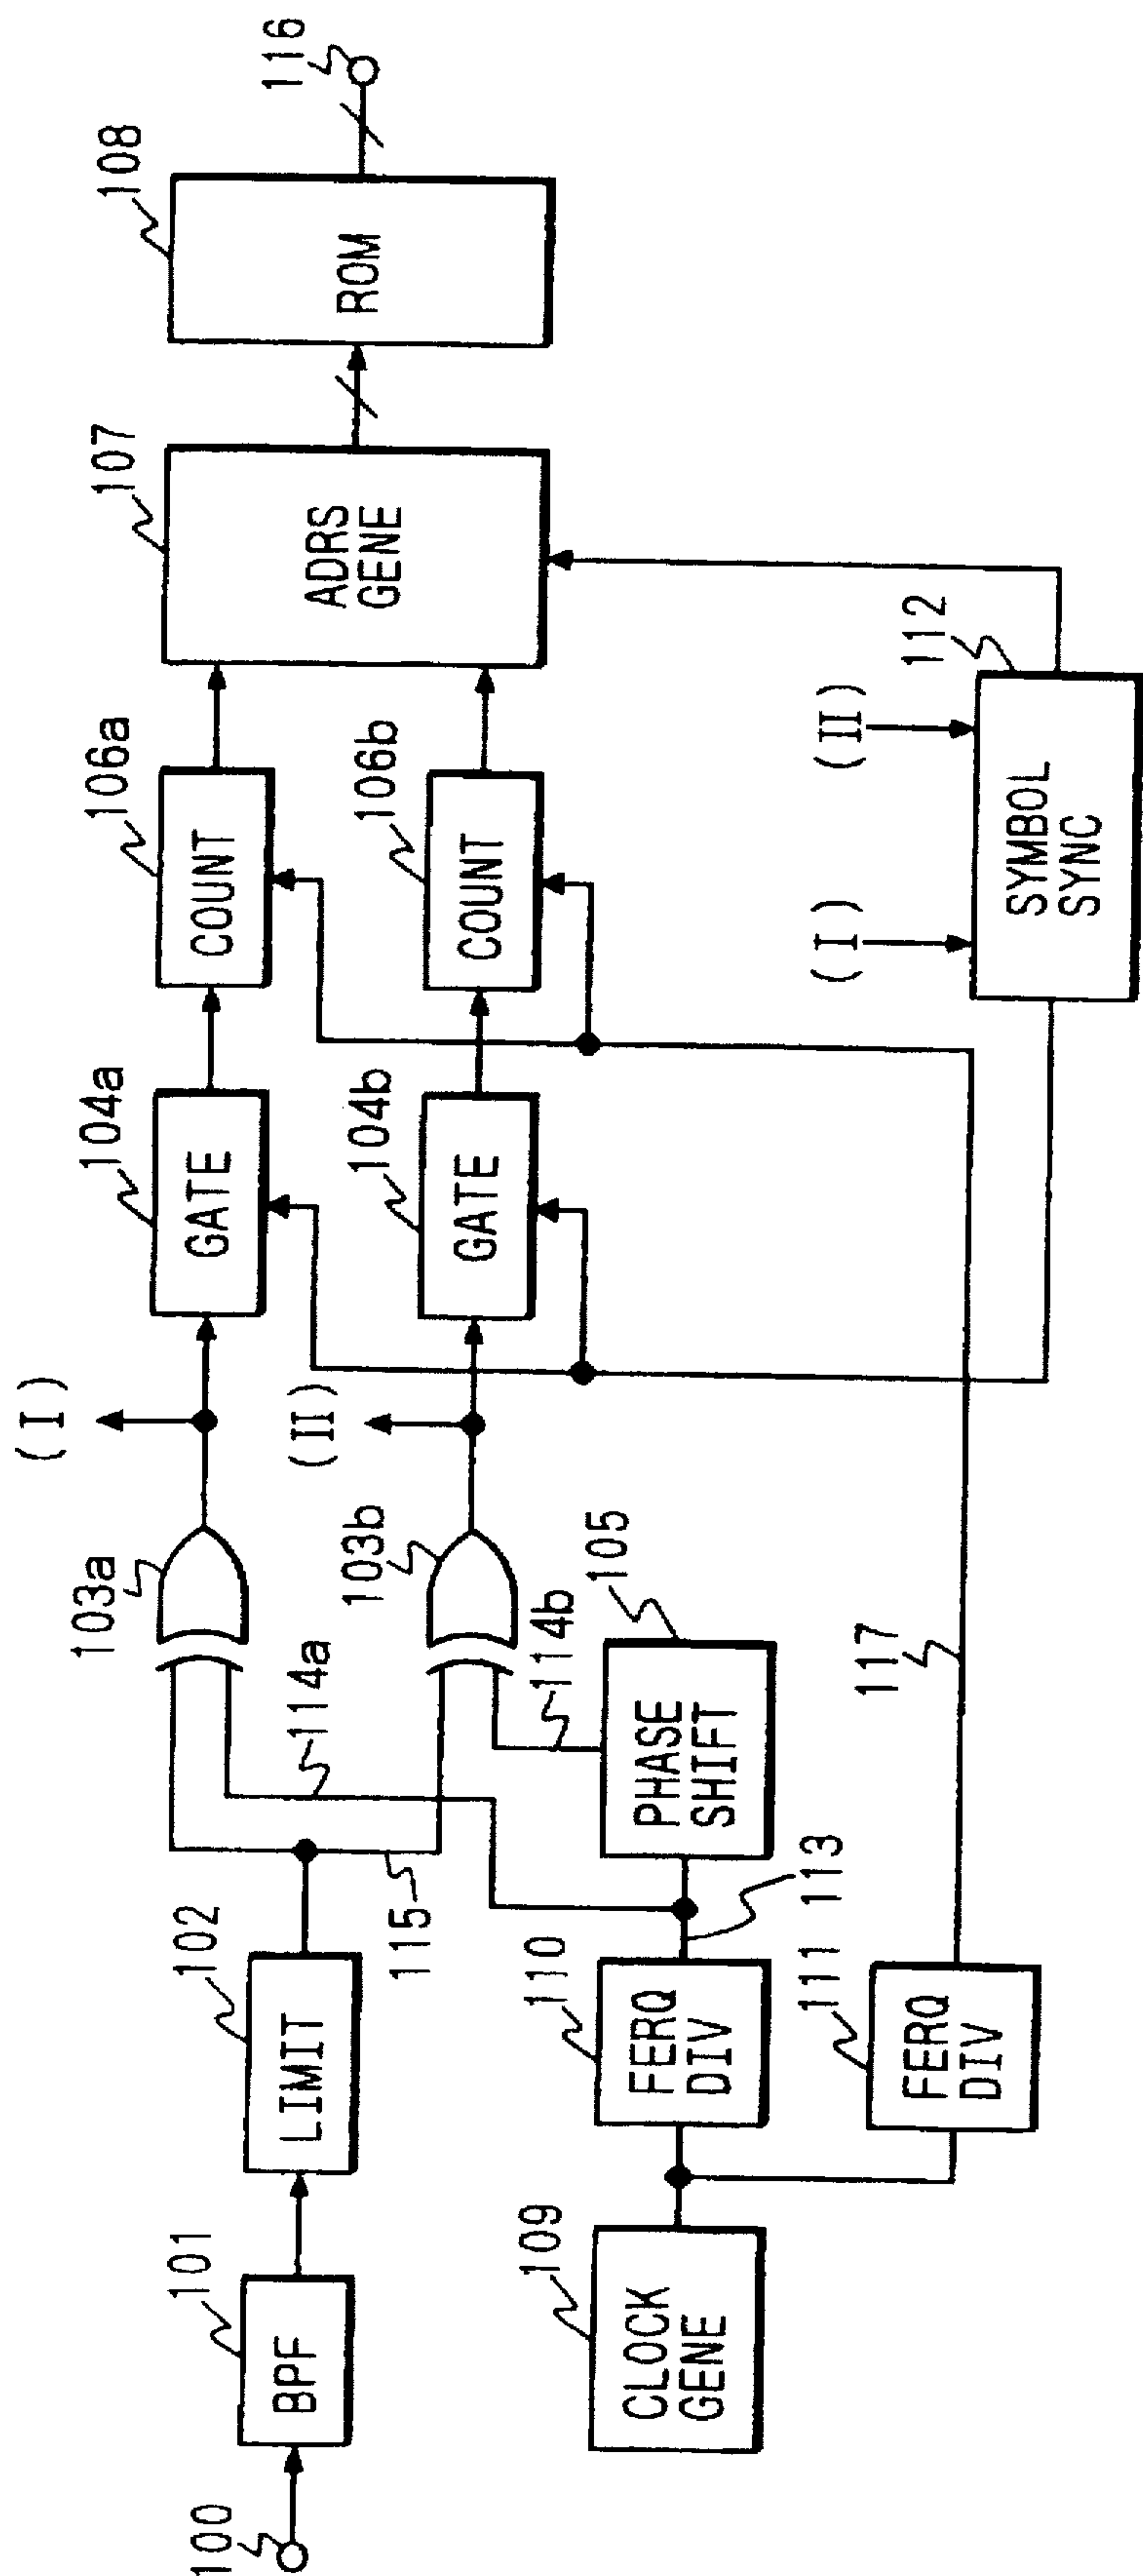 100
101
BPF
102
LIMIT
115
103a
114a
103b
114b
(I)
(II)
104a
GATE
104b
GATE
106a
COUNT
106b
COUNT
107
ADRS
GENE
108
ROM
116
109
CLOCK
GENE
110
FERQ
DIV
113
105
PHASE
SHIFT
111
FERQ
DIV
117
(I)
(II)
112
SYMBOL
SYNC